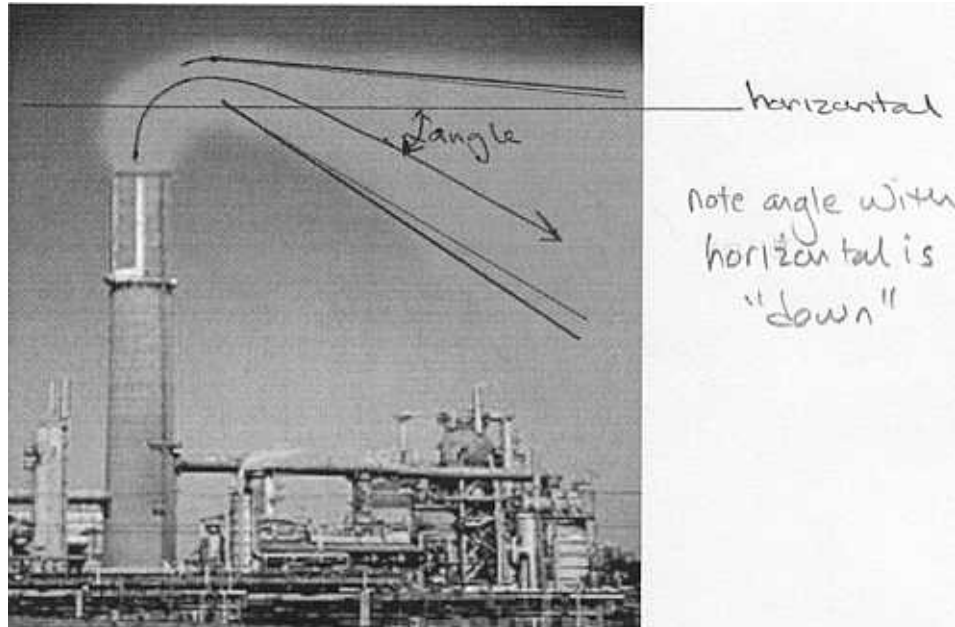 horizontal
angle
note angle with
horizontal is
"down"